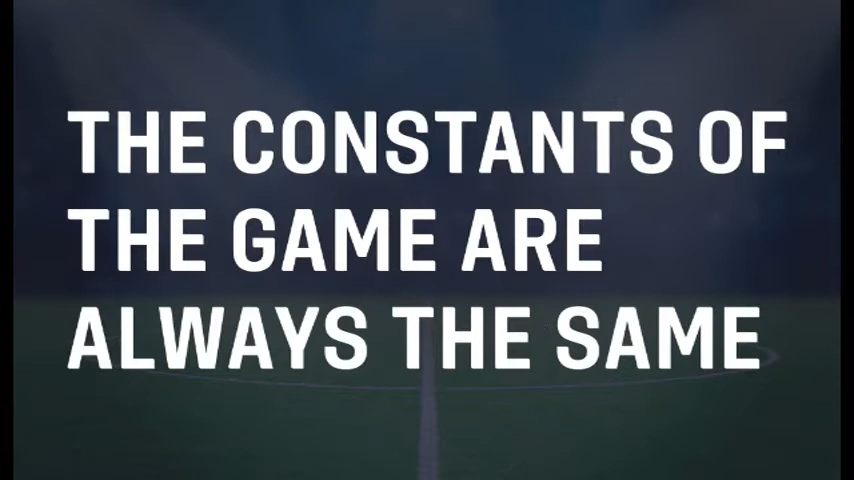 THE CONSTANTS OF
THE GAME ARE
ALWAYS THE SAME